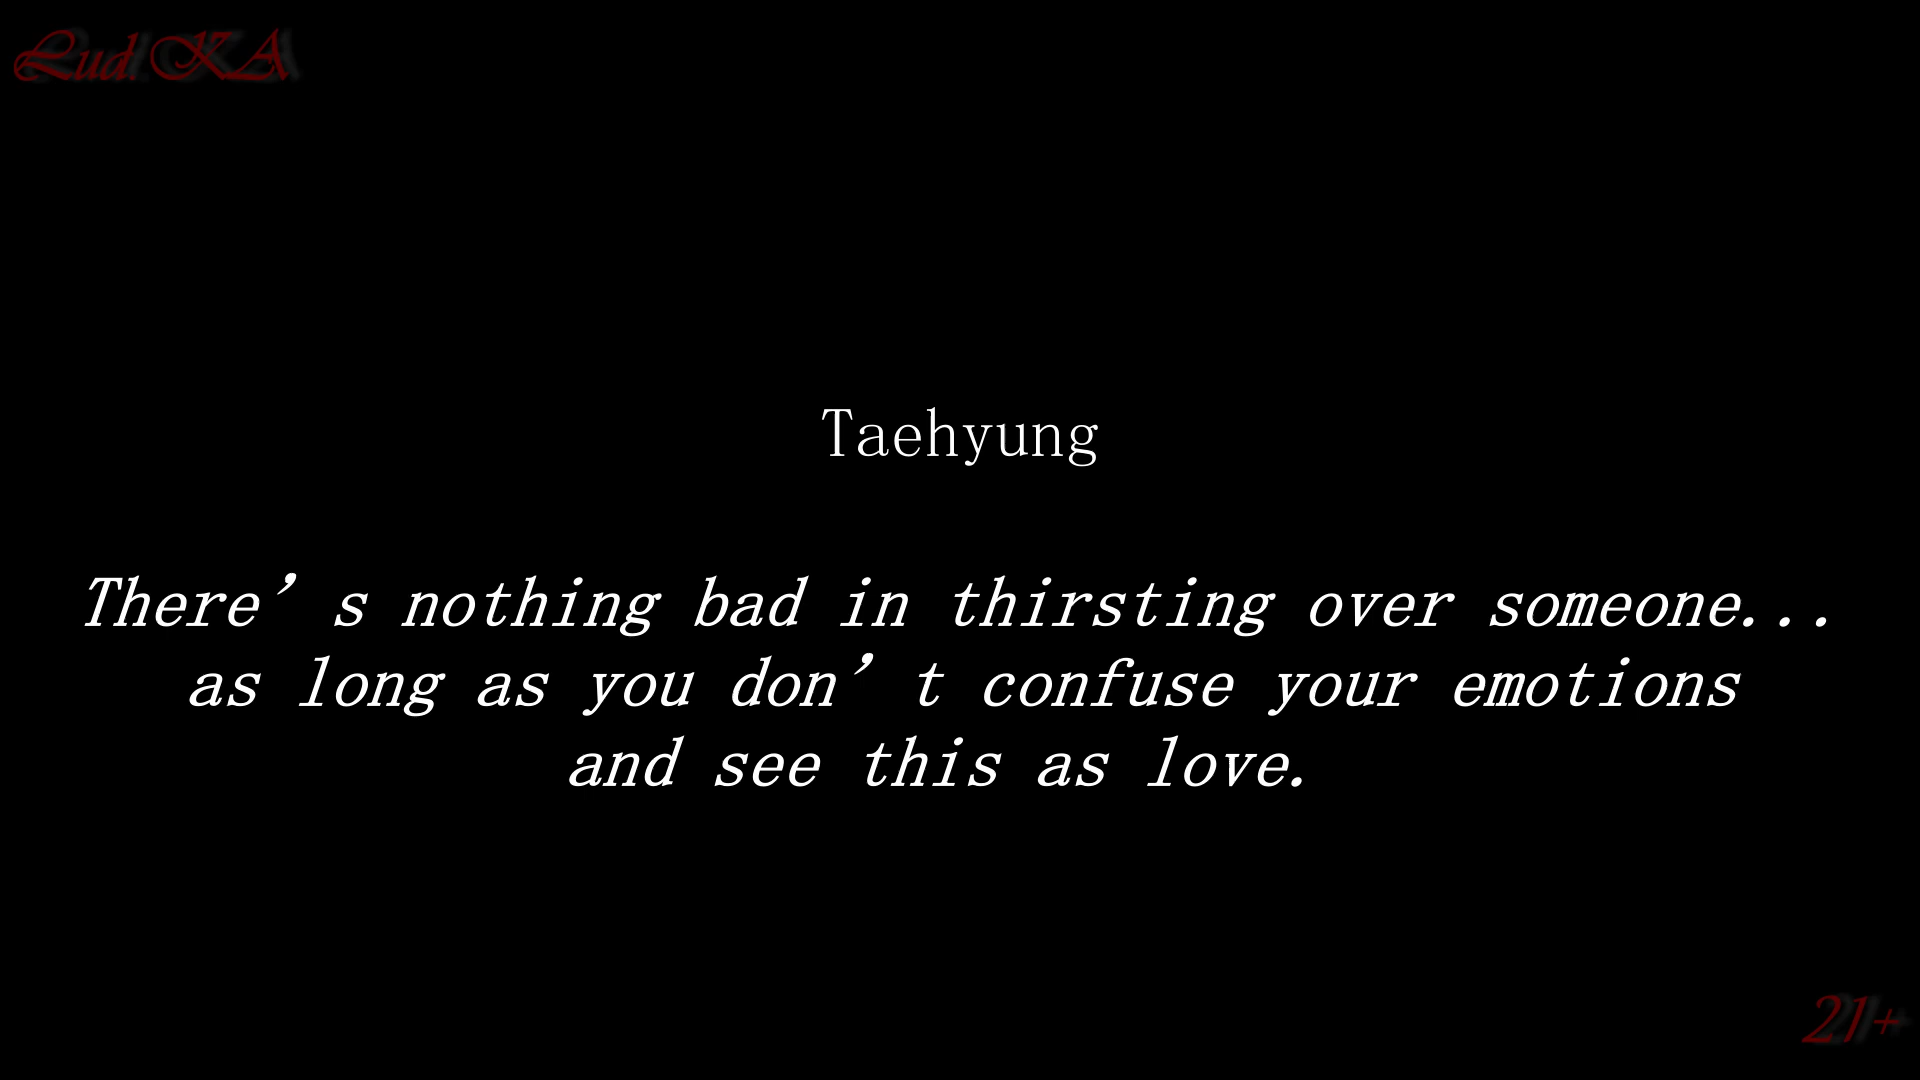 Lud.KA
Taehyung
There’s nothing bad in thirsting over someone...
as long as you don’t confuse your emotions
and see this as love.
21+